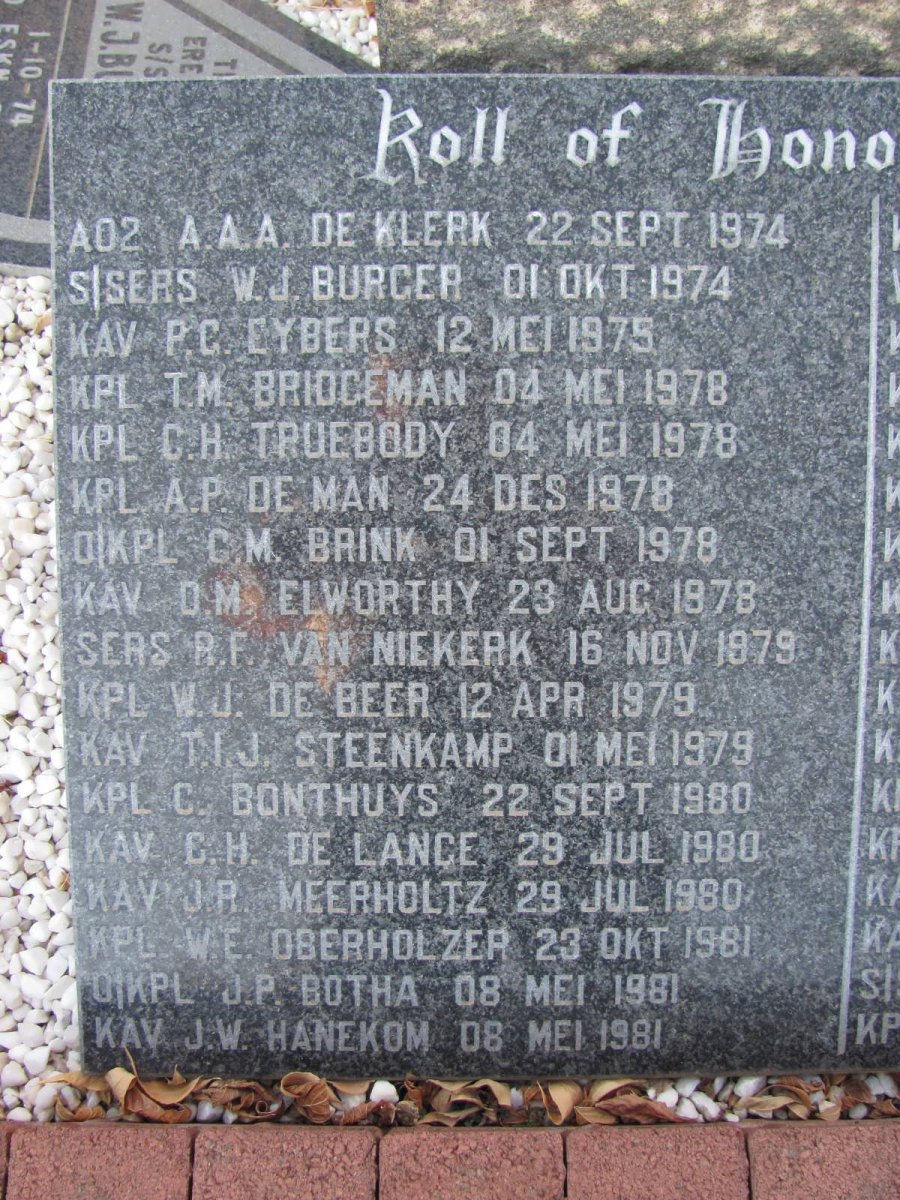 W.J.BU
1-10-74
Roll of Hono
AO2 A.A.A. DE KLERK 22 SEPT 1974
S/SERS W.J. BURGER 01 OKT 1974
KAV P.G. CYBERS 12 MEI 1975
KPL T.M. BRIDGEMAN 04 MEI 1978
KPL C.H. TRUEBODY 04 MEI 1978
KPL A.P. DE MAN 24 DES 1978
O/KPL C.M. BRINK 01 SEPT 1978
KAV D.M. ELWORTHY 23 AUG 1978
SERS R.F. VAN NIEKERK 16 NOV 1979
KPL W.J. DE BEER 12 APR 1979
KAV T.I.J. STEENKAMP 01 MEI 1979
KPL C. BONTHUYS 22 SEPT 1980
KAV G.H. DE LANGE 29 JUL 1980
KAV J.R. MEERHOLTZ 29 JUL 1980
KPL W.E. OBERHOLZER 23 OKT 1981
O/KPL J.P. BOTHA 08 MEI 1981
KAV J.W. HANEKOM 08 MEI 1981